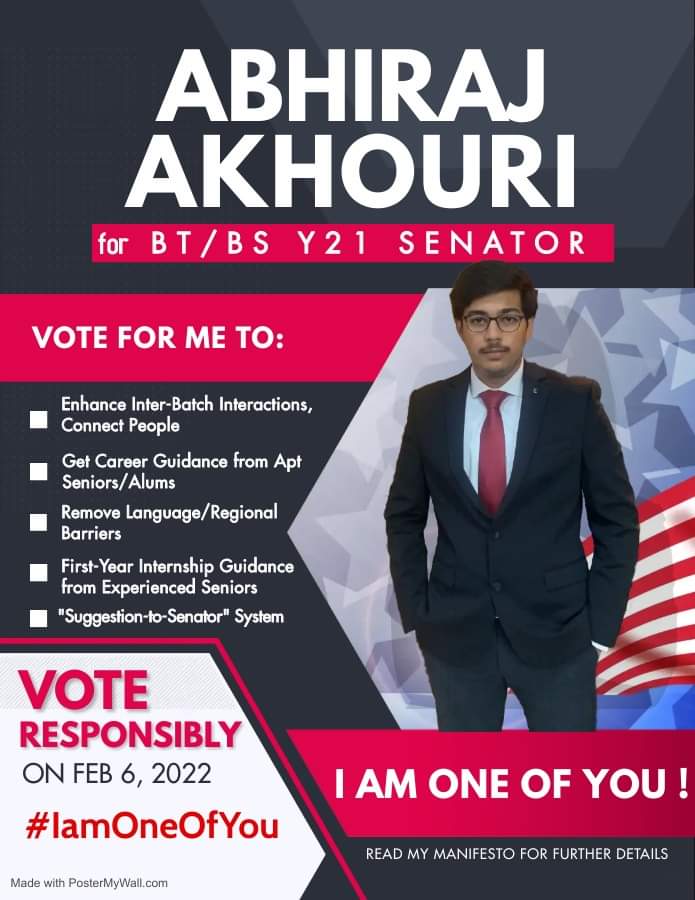 ABHIRAJ
AKHOURI
for BT/BS Y21 SENATOR
VOTE FOR ME TO:
Enhance Inter-Batch Interactions,
Connect People
Get Career Guidance from Apt
Seniors/Alums
Remove Language/Regional
Barriers
First-Year Internship Guidance
from Experienced Seniors
"Suggestion-to-Senator" System
VOTE
RESPONSIBLY
ON FEB 6, 2022
#IamOneOfYou
I AM ONE OF YOU !
READ MY MANIFESTO FOR FURTHER DETAILS
Made with PosterMyWall.com